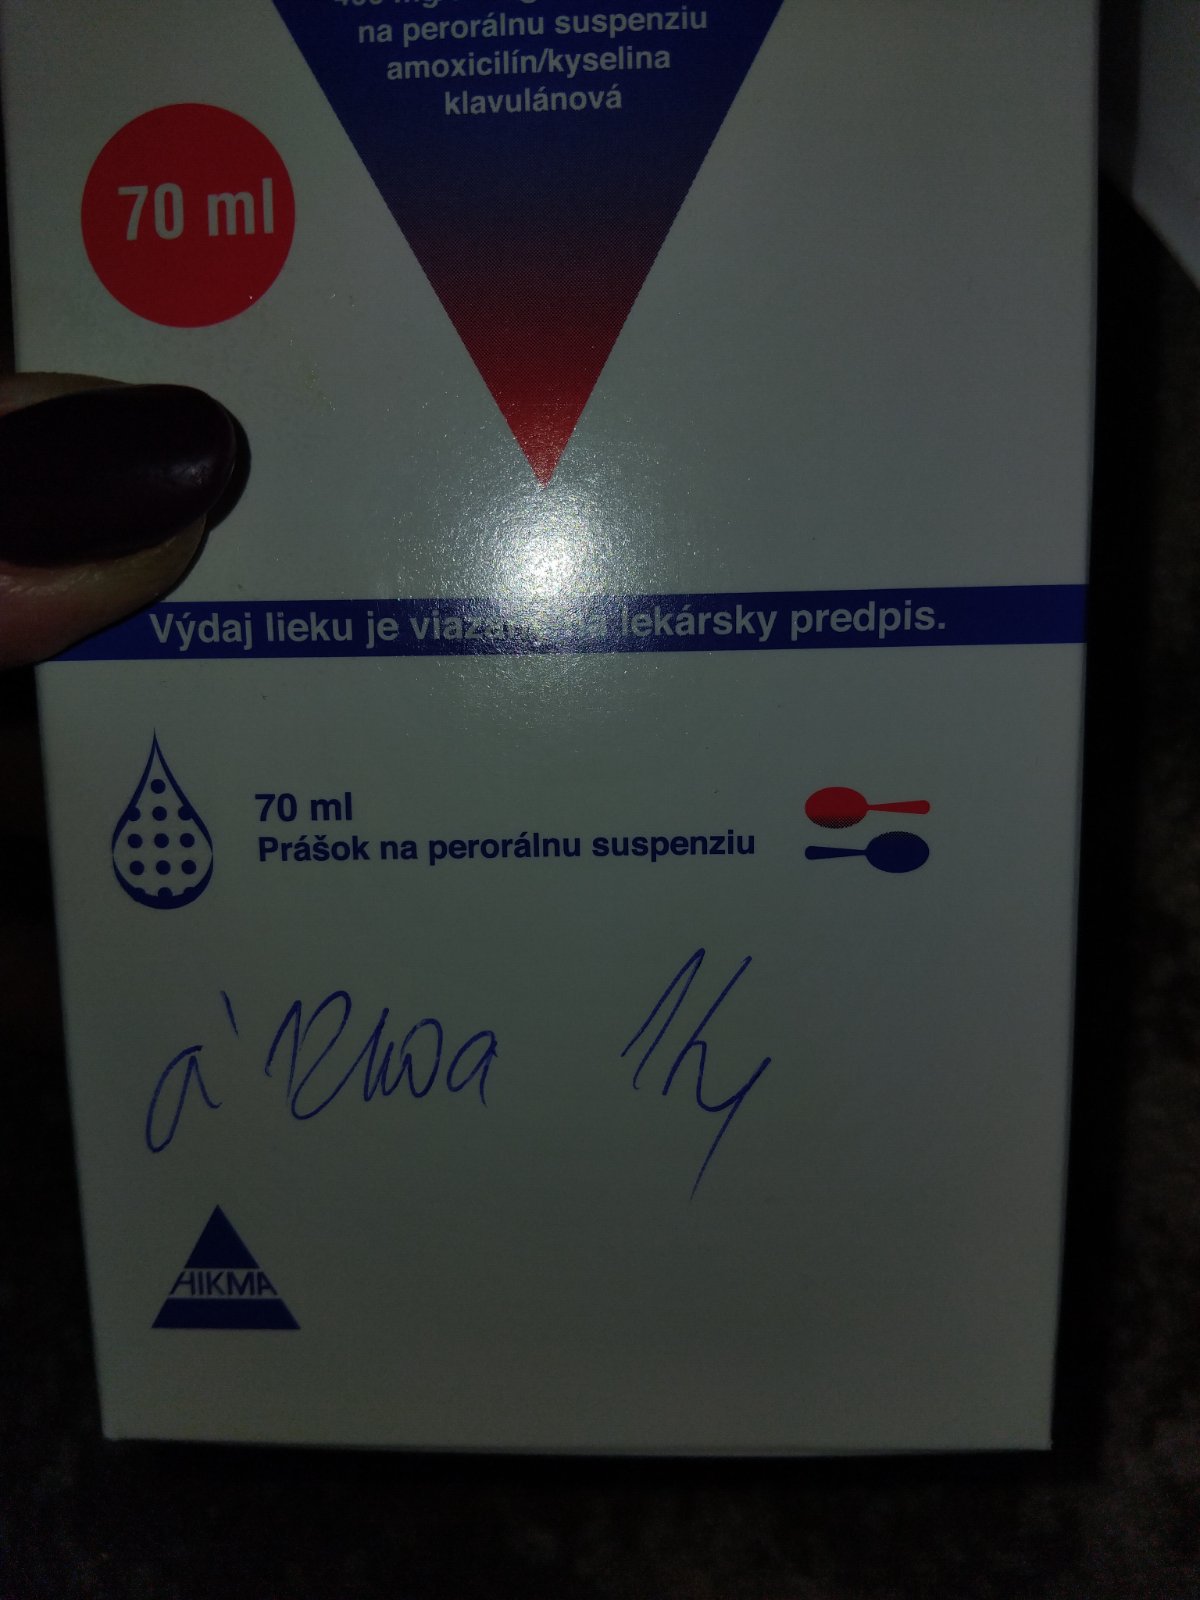 na perorálnu suspenziu
amoxicilín/kyselina
klavulánová
70 ml
Výdaj lieku je lekársky predpis.
70 ml
Prášok na perorálnu suspenziu
HIKMA